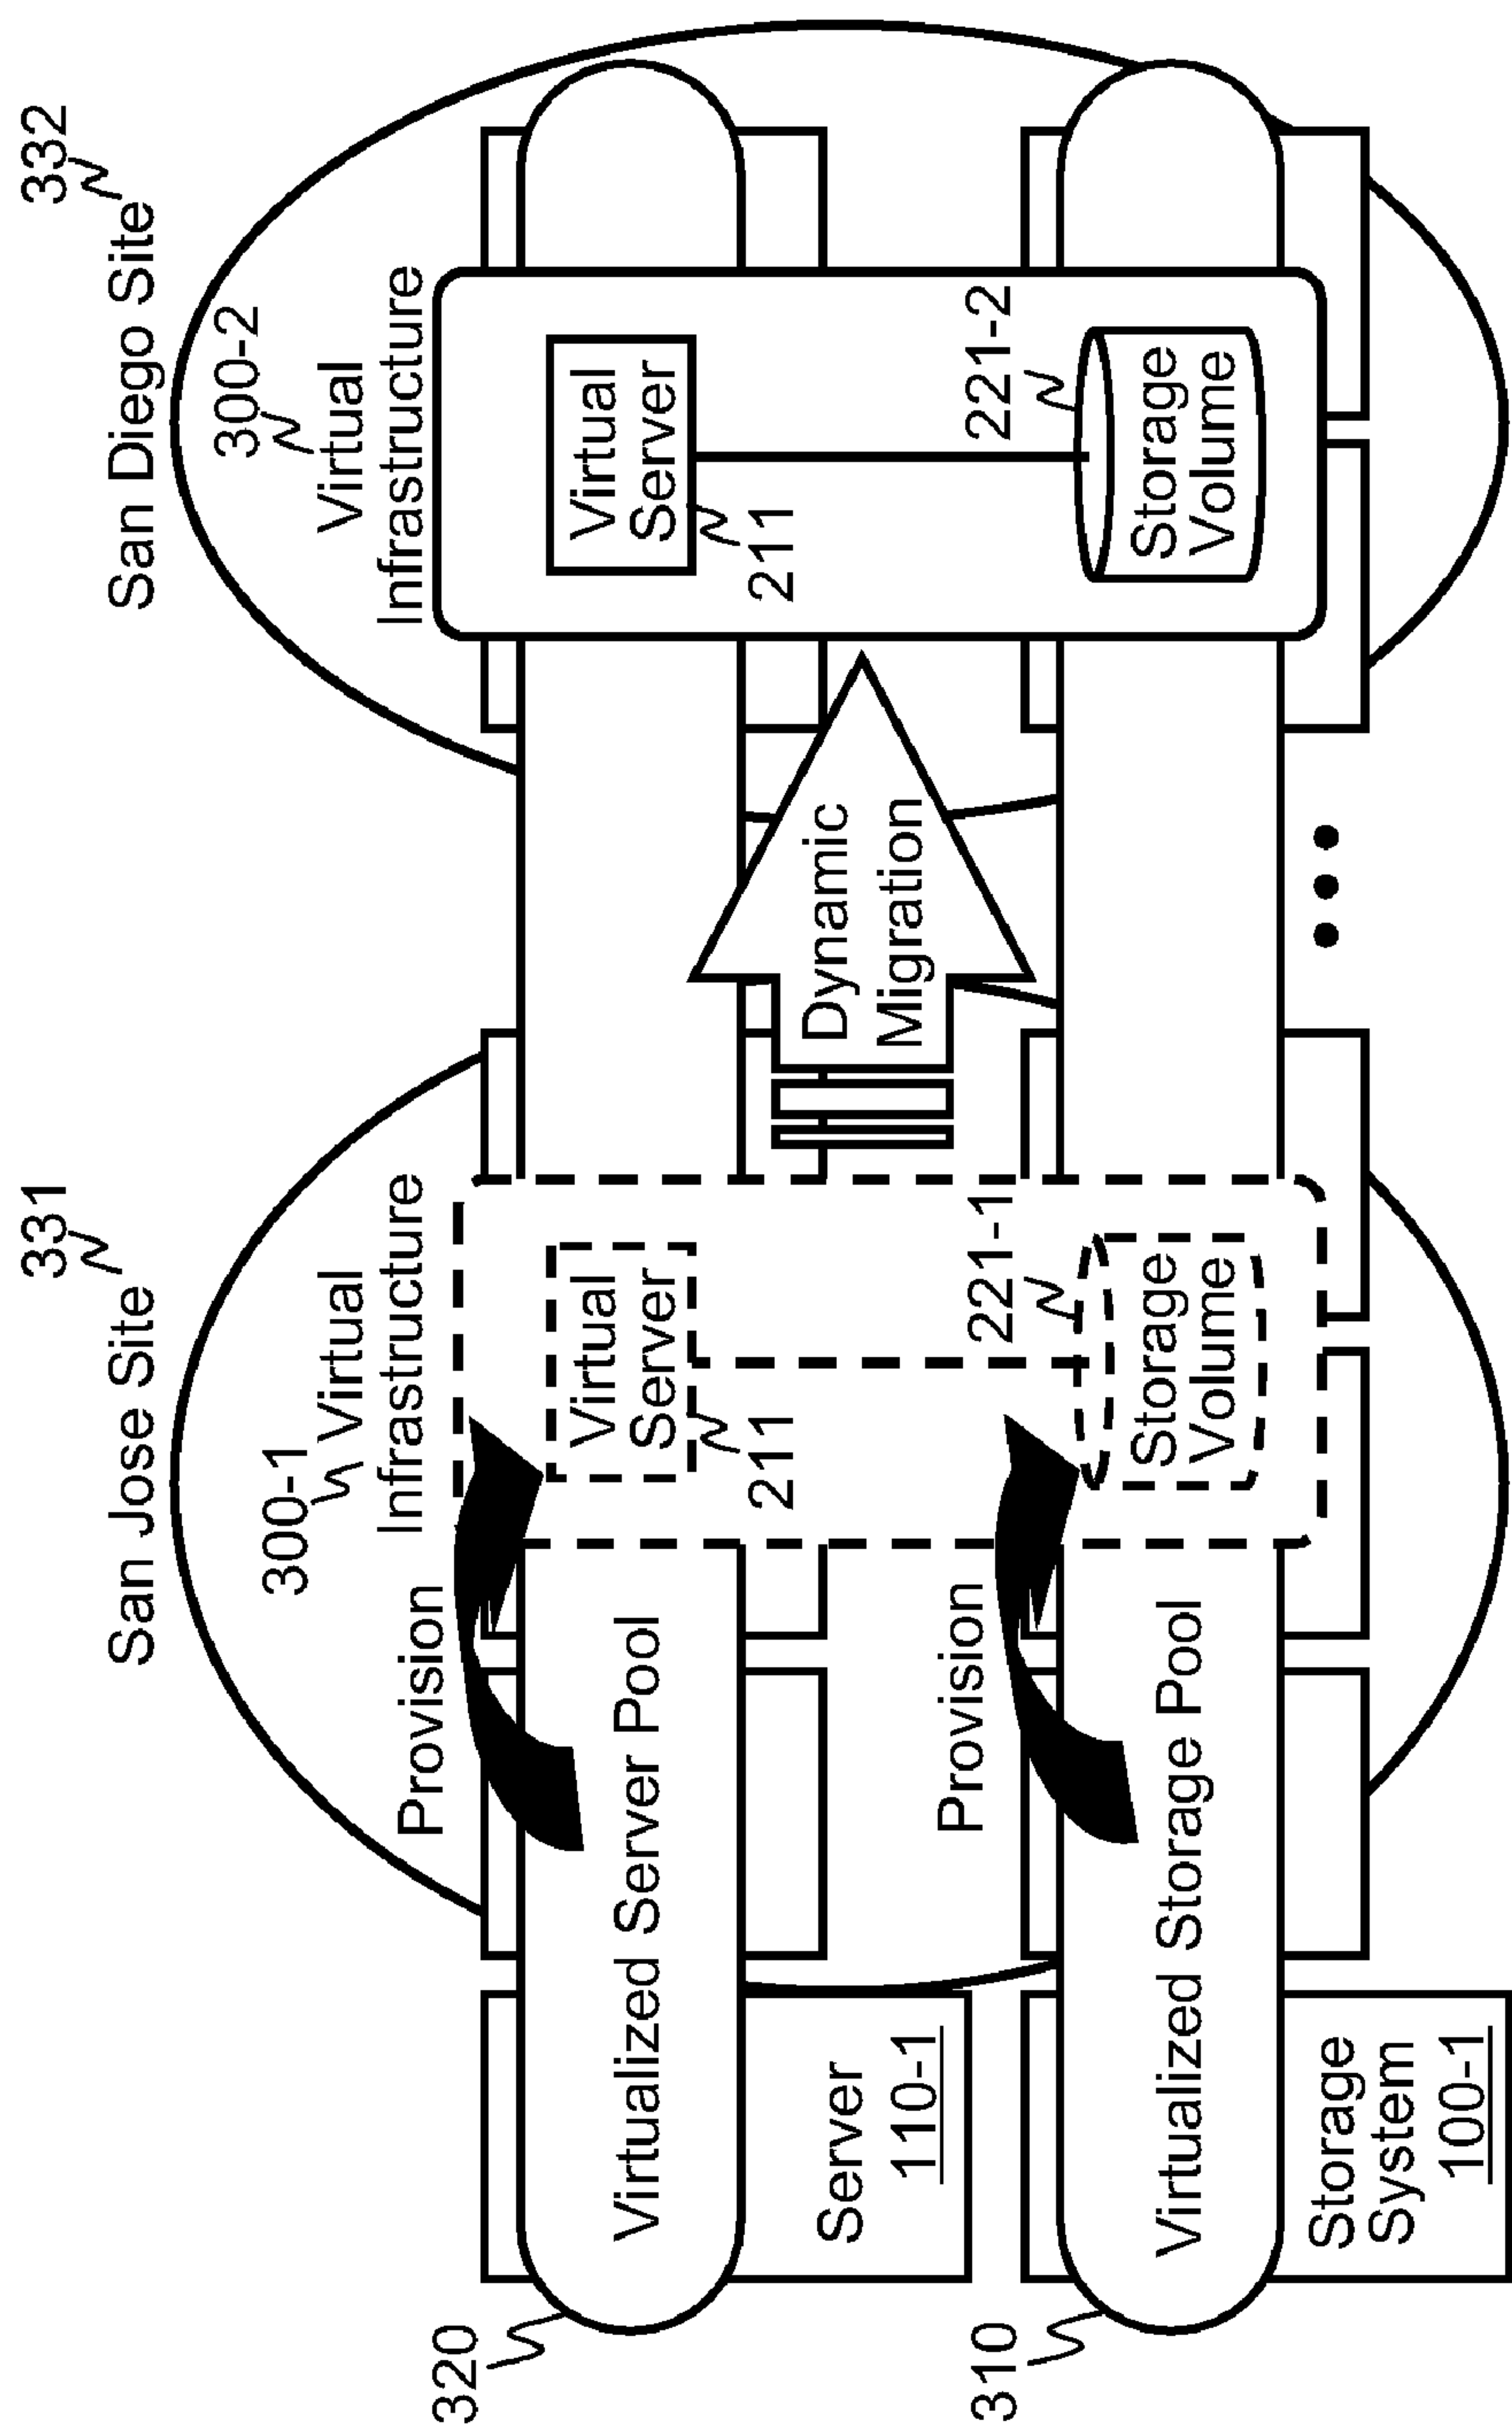 San Jose Site
331
San Diego Site
332
300-1
Virtual
Infrastructure
300-2
Virtual
Infrastructure
320
Provision
Virtualized Server Pool
Virtual
Server
211
Virtual
Server
211
Server
110-1
Dynamic
Migration
310
Provision
221-1
221-2
Virtualized Storage Pool
Storage
Volume
Storage
Volume
Storage
System
100-1